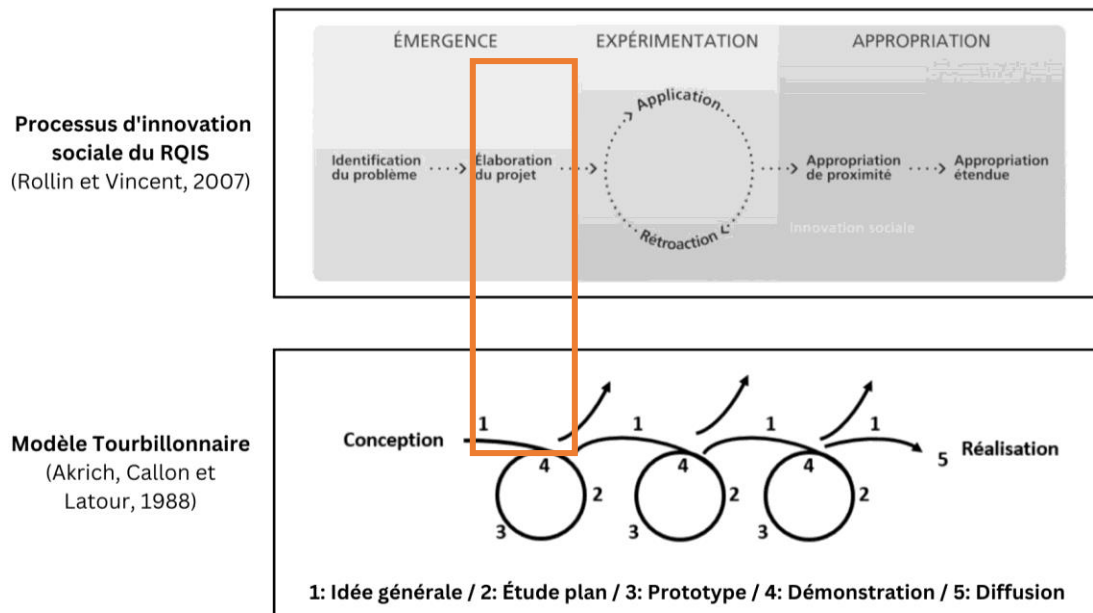 Processus d'innovation
sociale du RQIS
(Rollin et Vincent, 2007)
ÉMERGENCE
EXPÉRIMENTATION
APPROPRIATION
Identification
du problème
Élaboration
du projet
Application
Rétroaction
Appropriation
de proximité
Appropriation
étendue
Innovation sociale
Modèle Tourbillonnaire
(Akrich, Callon et
Latour, 1988)
Conception
1
1
1
1
4
4
4
2
2
2
3
3
3
5
Réalisation
1: Idée générale / 2: Étude plan / 3: Prototype / 4: Démonstration / 5: Diffusion